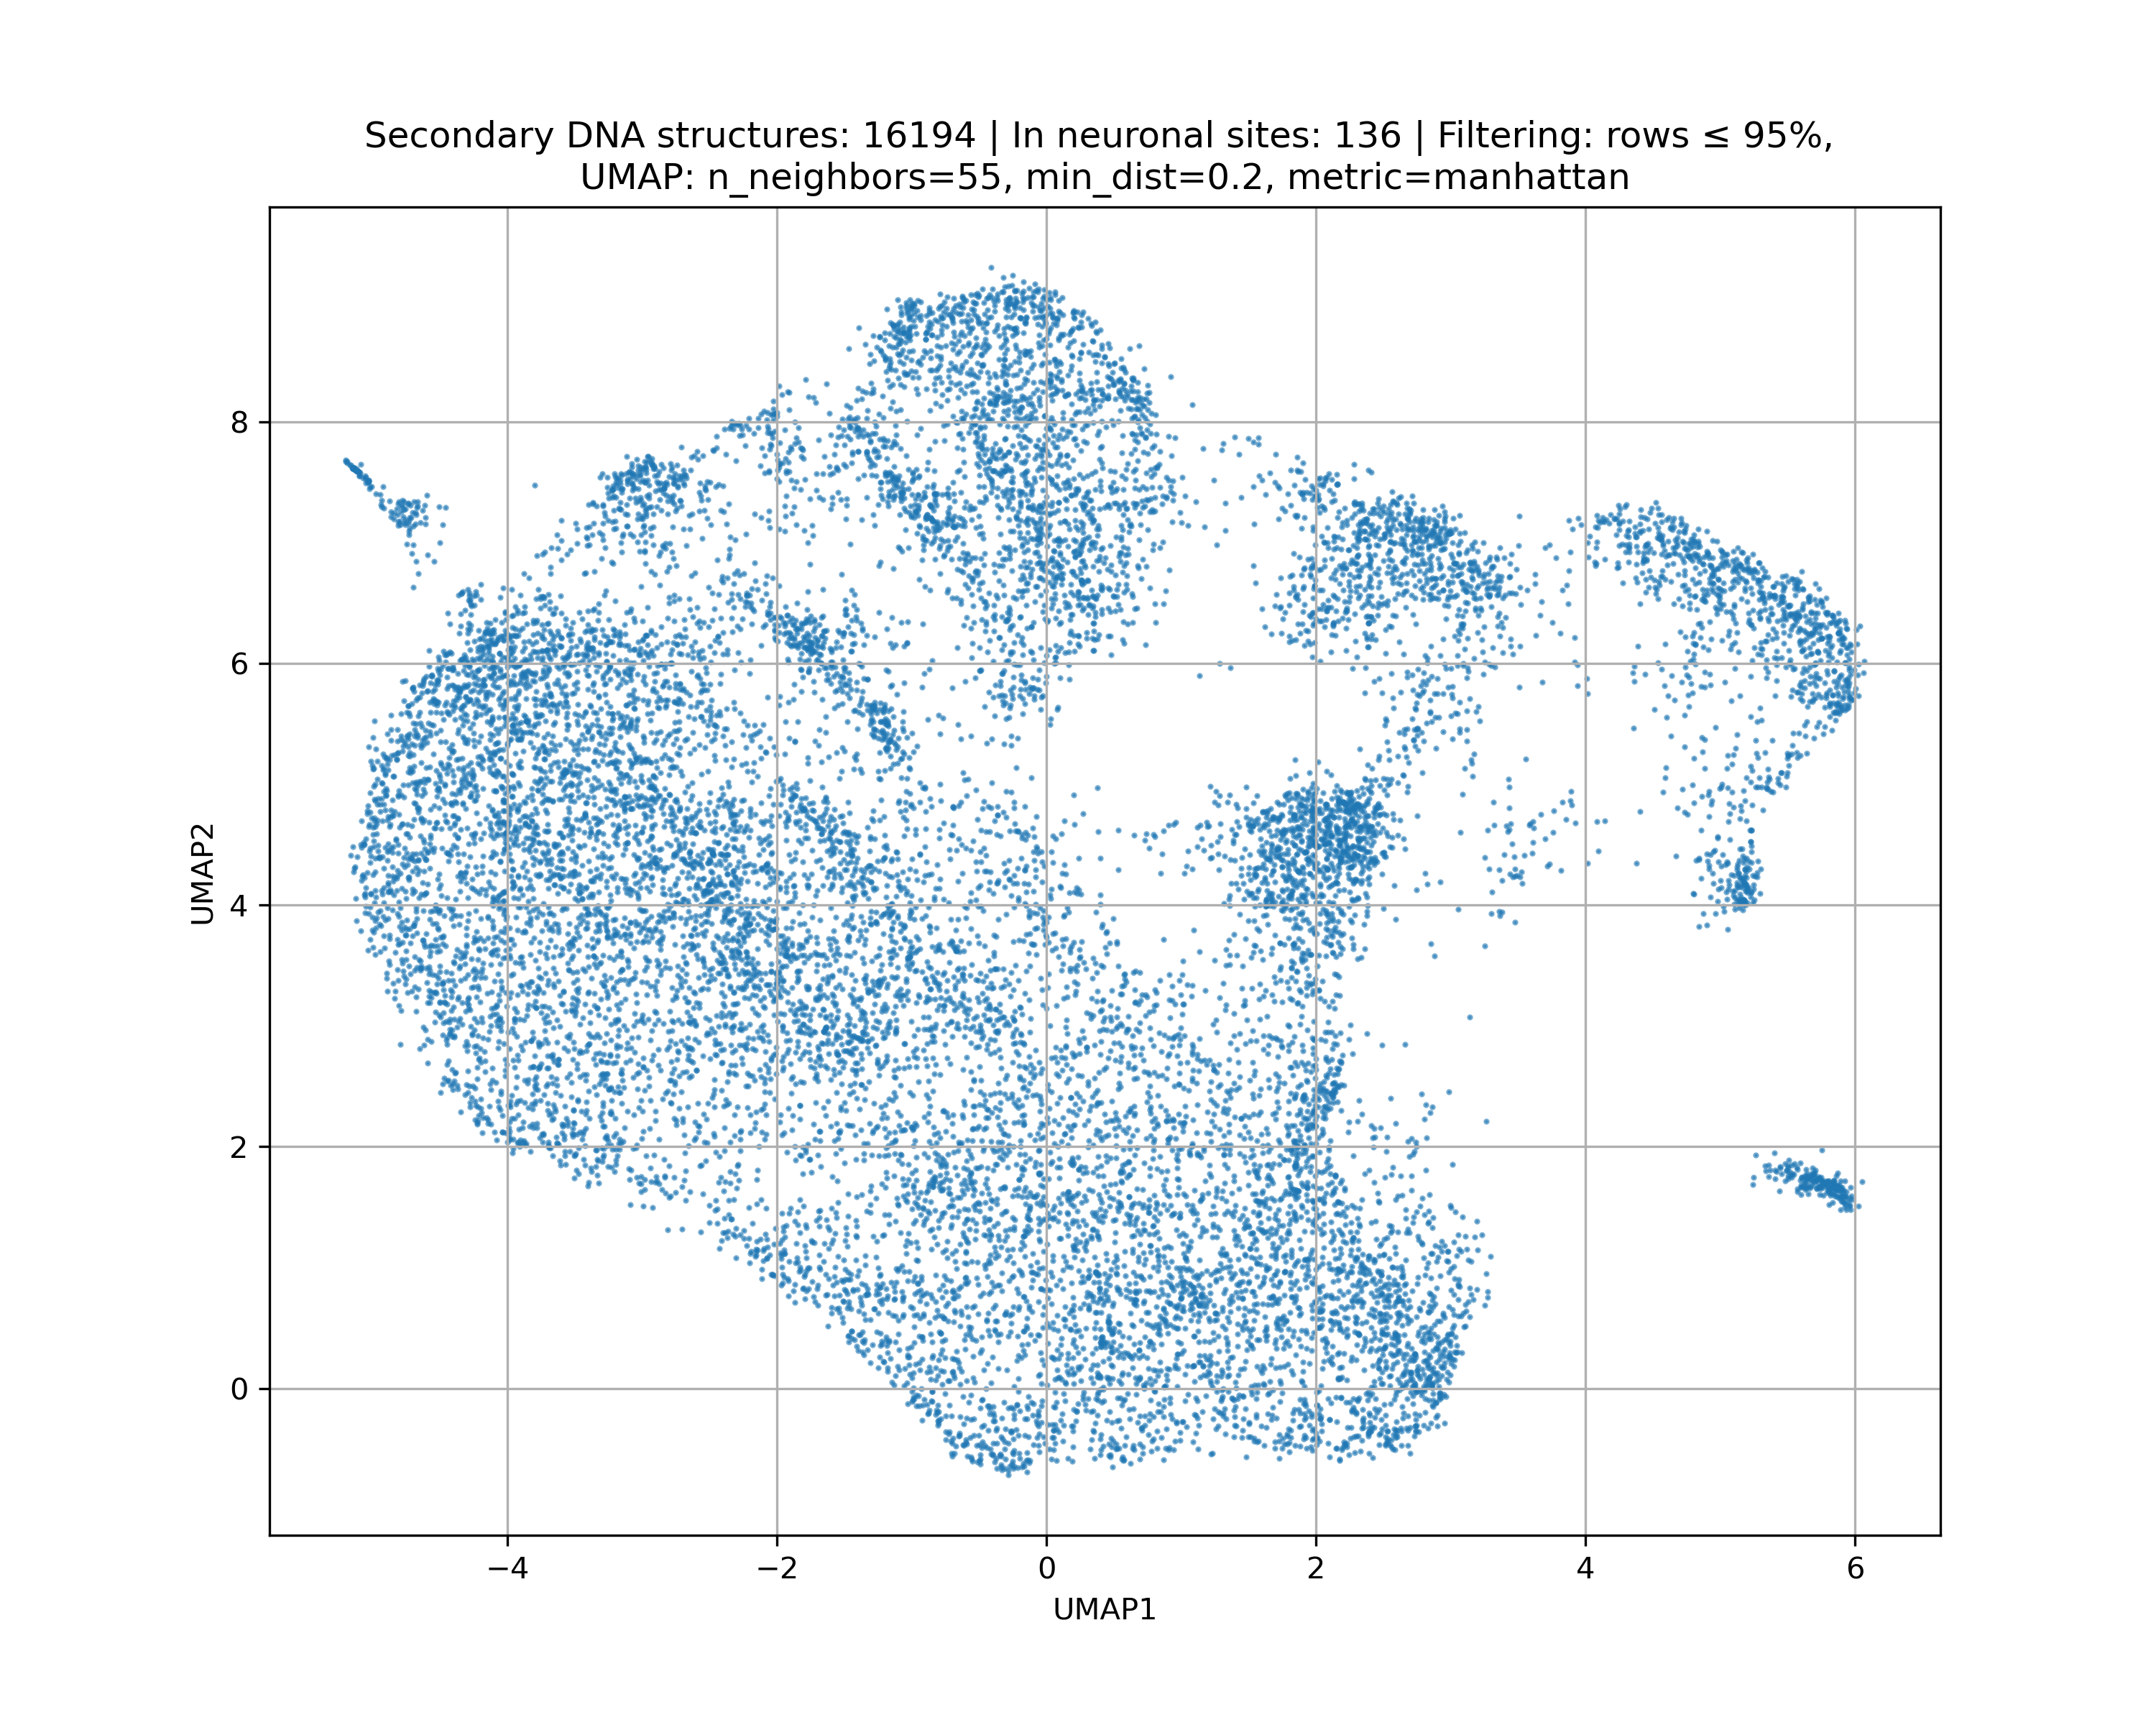 Secondary DNA structures: 16194 | In neuronal sites: 136 | Filtering: rows ≤ 95%,
UMAP: n_neighbors=55, min_dist=0.2, metric=manhattan
8
6
4
2
0
UMAP2
−4
−2
0
2
4
6
UMAP1